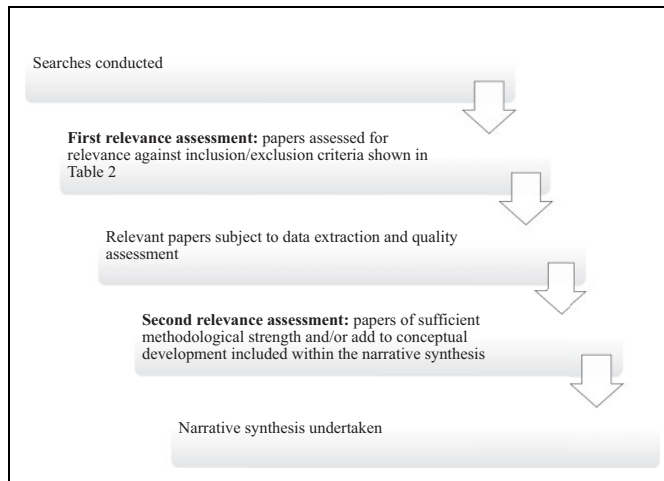 Searches conducted
First relevance assessment: papers assessed for
relevance against inclusion/exclusion criteria shown in
Table 2
Relevant papers subject to data extraction and quality
assessment
Second relevance assessment: papers of sufficient
methodological strength and/or add to conceptual
development included within the narrative synthesis
Narrative synthesis undertaken